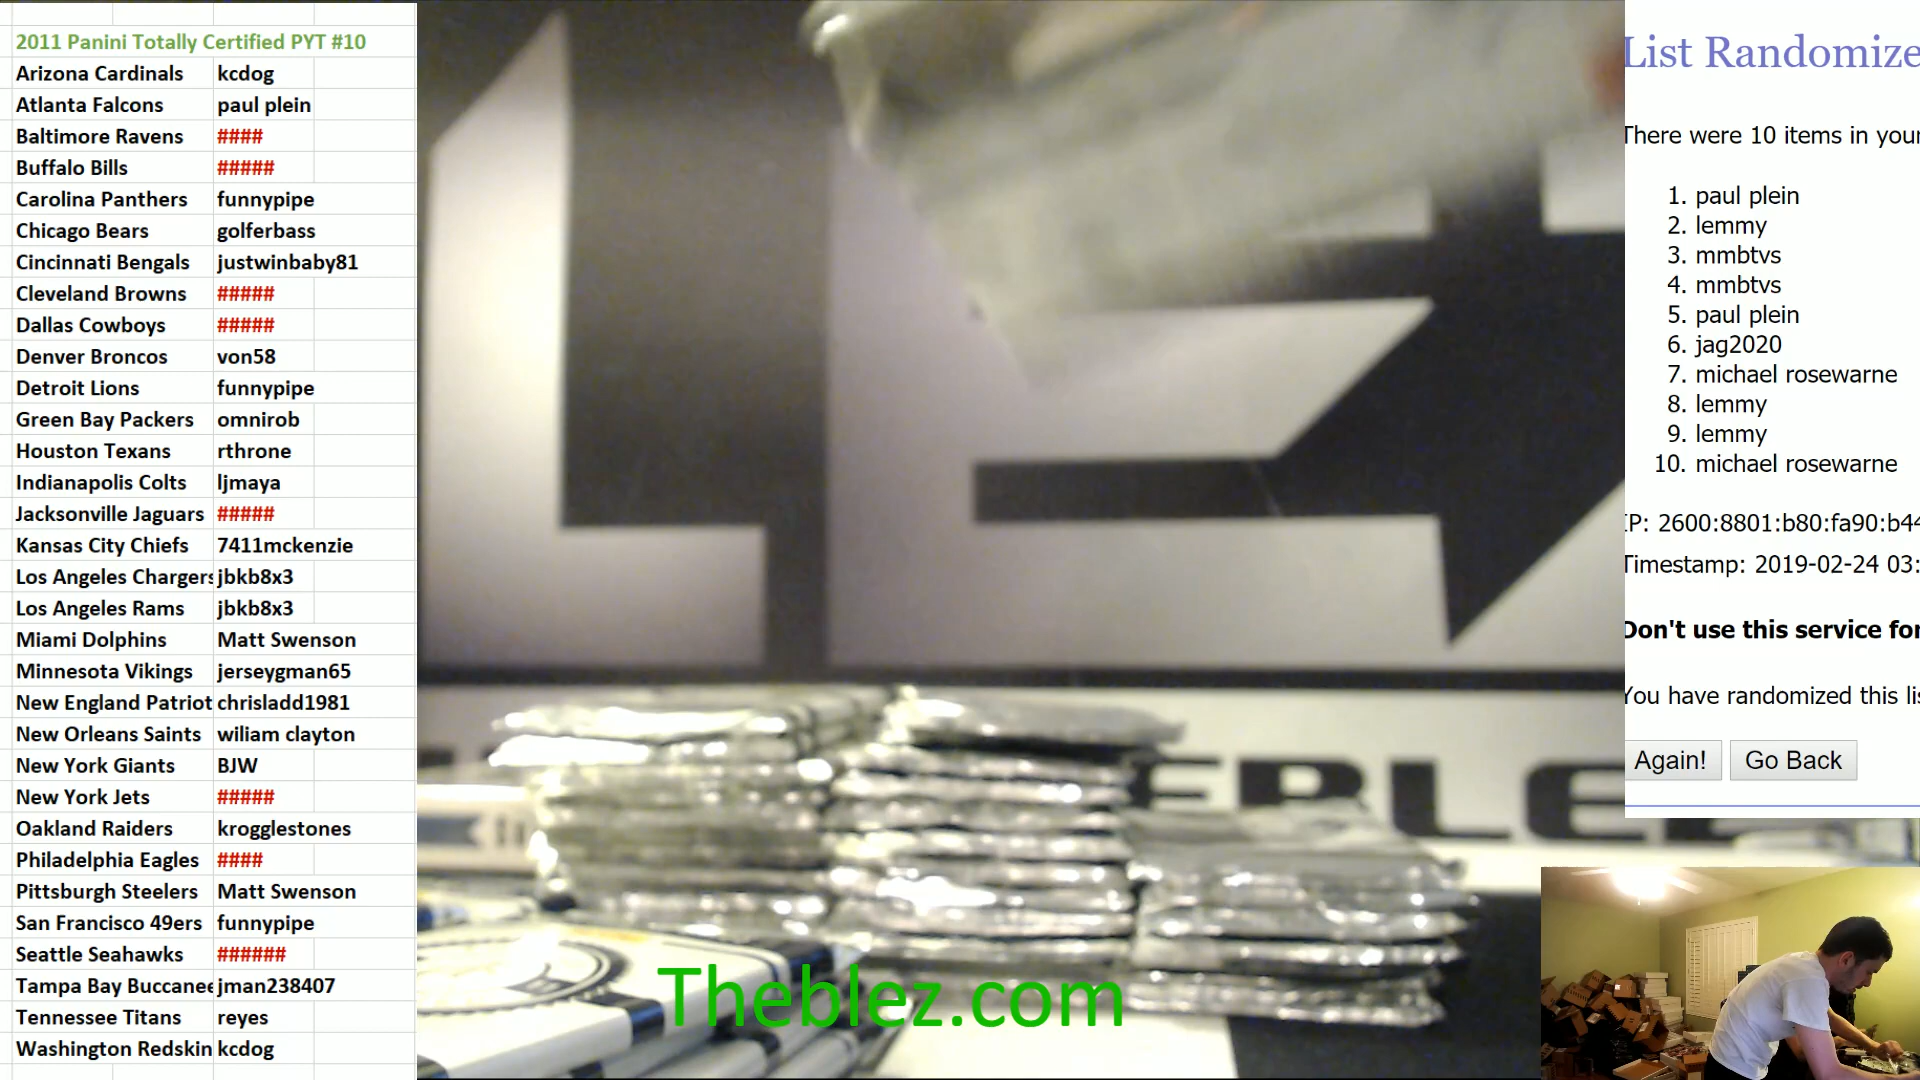 2011 Panini Totally Certified PYT #10
Arizona Cardinals kcdog
Atlanta Falcons paul plein
Baltimore Ravens ####
Buffalo Bills #####
Carolina Panthers funnypipe
Chicago Bears golferbass
Cincinnati Bengals justwinbaby81
Cleveland Browns #####
Dallas Cowboys #####
Denver Broncos von58
Detroit Lions funnypipe
Green Bay Packers omnirob
Houston Texans rthrone
Indianapolis Colts ljmaya
Jacksonville Jaguars #####
Kansas City Chiefs 7411mckenzie
Los Angeles Chargers jbkb8x3
Los Angeles Rams jbkb8x3
Miami Dolphins Matt Swenson
Minnesota Vikings jerseygman65
New England Patriot chrisladd1981
New Orleans Saints wiliam clayton
New York Giants BJW
New York Jets #####
Oakland Raiders krogglestones
Philadelphia Eagles ####
Pittsburgh Steelers Matt Swenson
San Francisco 49ers funnypipe
Seattle Seahawks ######
Tampa Bay Buccanee jman238407
Tennessee Titans reyes
Washington Redskin kcdog
Theblez.com
List Randomize
There were 10 items in your
1. paul plein
2. lemmy
3. mmbtvs
4. mmbtvs
5. paul plein
6. jag2020
7. michael rosewarne
8. lemmy
9. lemmy
10. michael rosewarne
IP: 2600:8801:b80:fa90:b44
Timestamp: 2019-02-24 03:
Don't use this service for
You have randomized this lis
Again! Go Back